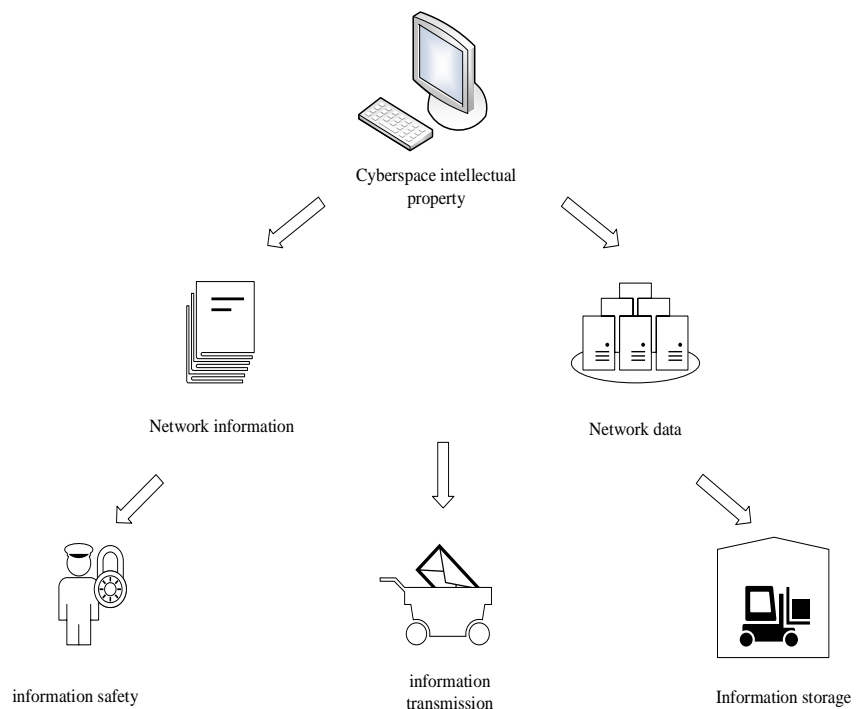 Cyberspace intellectual
property
Network information
Network data
information safety
information
transmission
Information storage